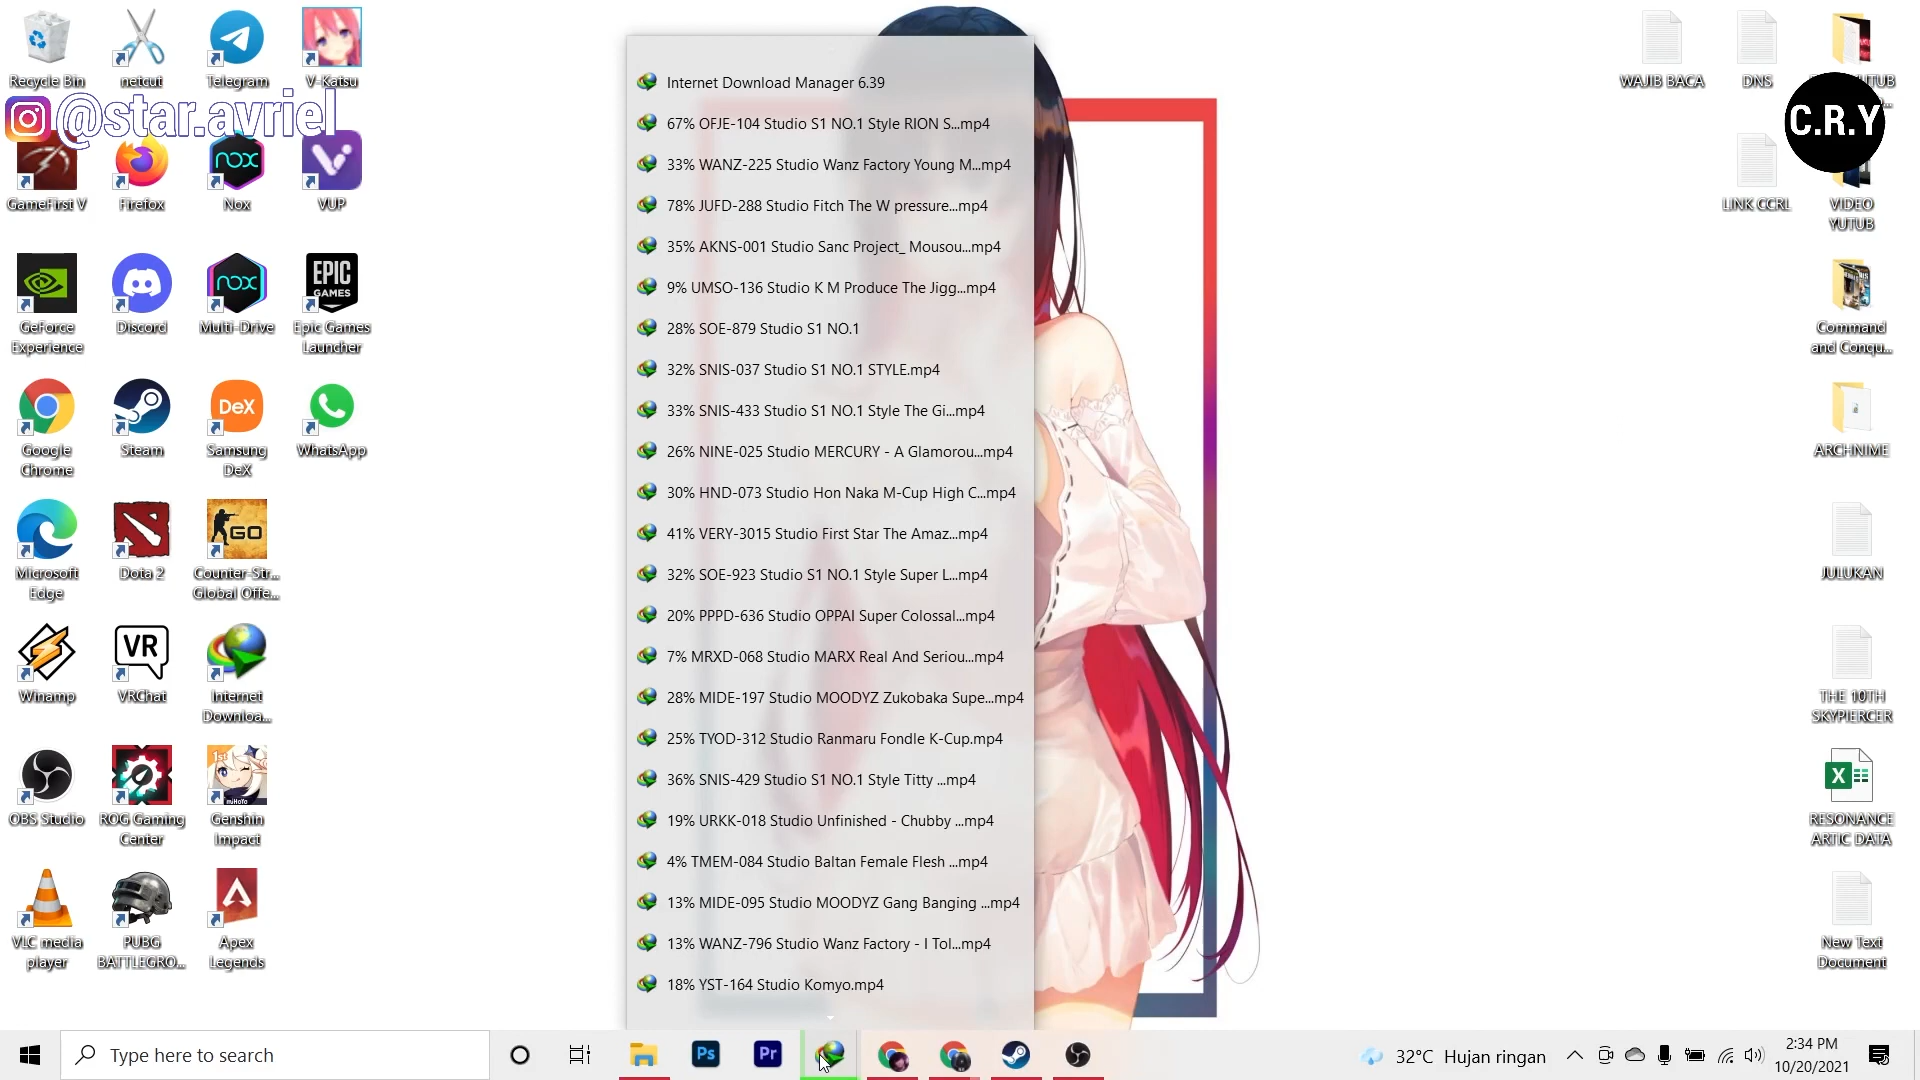 Recycle Bin
netcut
Telegram
V-Katsu
@star.avriel
GameFirst V
Firefox
nox
Nox
VUP
GeForce
Experience
Discord
nox
Multi-Drive
EPIC
GAMES
Epic Games
Launcher
Google
Chrome
Steam
DeX
Samsung
DeX
WhatsApp
Microsoft
Edge
Dota 2
GO
Counter-Str...
Global Offe...
Winamp
VR
VRChat
Internet
Downloa...
OBS Studio
ROG Gaming
Center
miHoYo
Genshin
Impact
VLC media
player
PUBG
BATTLEGRO...
Apex
Legends
Internet Download Manager 6.39
67% OFJE-104 Studio S1 NO.1 Style RION S...mp4
33% WANZ-225 Studio Wanz Factory Young M...mp4
78% JUFD-288 Studio Fitch The W pressure...mp4
35% AKNS-001 Studio Sanc Project_ Mousou...mp4
9% UMSO-136 Studio K M Produce The Jigg...mp4
28% SOE-879 Studio S1 NO.1
32% SNIS-037 Studio S1 NO.1 STYLE.mp4
33% SNIS-433 Studio S1 NO.1 Style The Gi...mp4
26% NINE-025 Studio MERCURY - A Glamorou...mp4
30% HND-073 Studio Hon Naka M-Cup High C...mp4
41% VERY-3015 Studio First Star The Amaz...mp4
32% SOE-923 Studio S1 NO.1 Style Super L...mp4
20% PPPD-636 Studio OPPAI Super Colossal...mp4
7% MRXD-068 Studio MARX Real And Seriou...mp4
28% MIDE-197 Studio MOODYZ Zukobaka Supe...mp4
25% TYOD-312 Studio Ranmaru Fondle K-Cup.mp4
36% SNIS-429 Studio S1 NO.1 Style Titty ...mp4
19% URKK-018 Studio Unfinished - Chubby ...mp4
4% TMEM-084 Studio Baltan Female Flesh ...mp4
13% MIDE-095 Studio MOODYZ Gang Banging ...mp4
13% WANZ-796 Studio Wanz Factory - I Tol...mp4
18% YST-164 Studio Komyo.mp4
WAJIB BACA
DNS
C.R.Y
LINK CCRL
VIDEO
YUTUB
Command
and Conqu...
ARCHNIME
JULUKAN
THE 10TH
SKYPIERCER
X
RESONANCE
ARTIC DATA
New Text
Document
Type here to search
Ps
Pr
32°C Hujan ringan
2:34 PM
10/20/2021